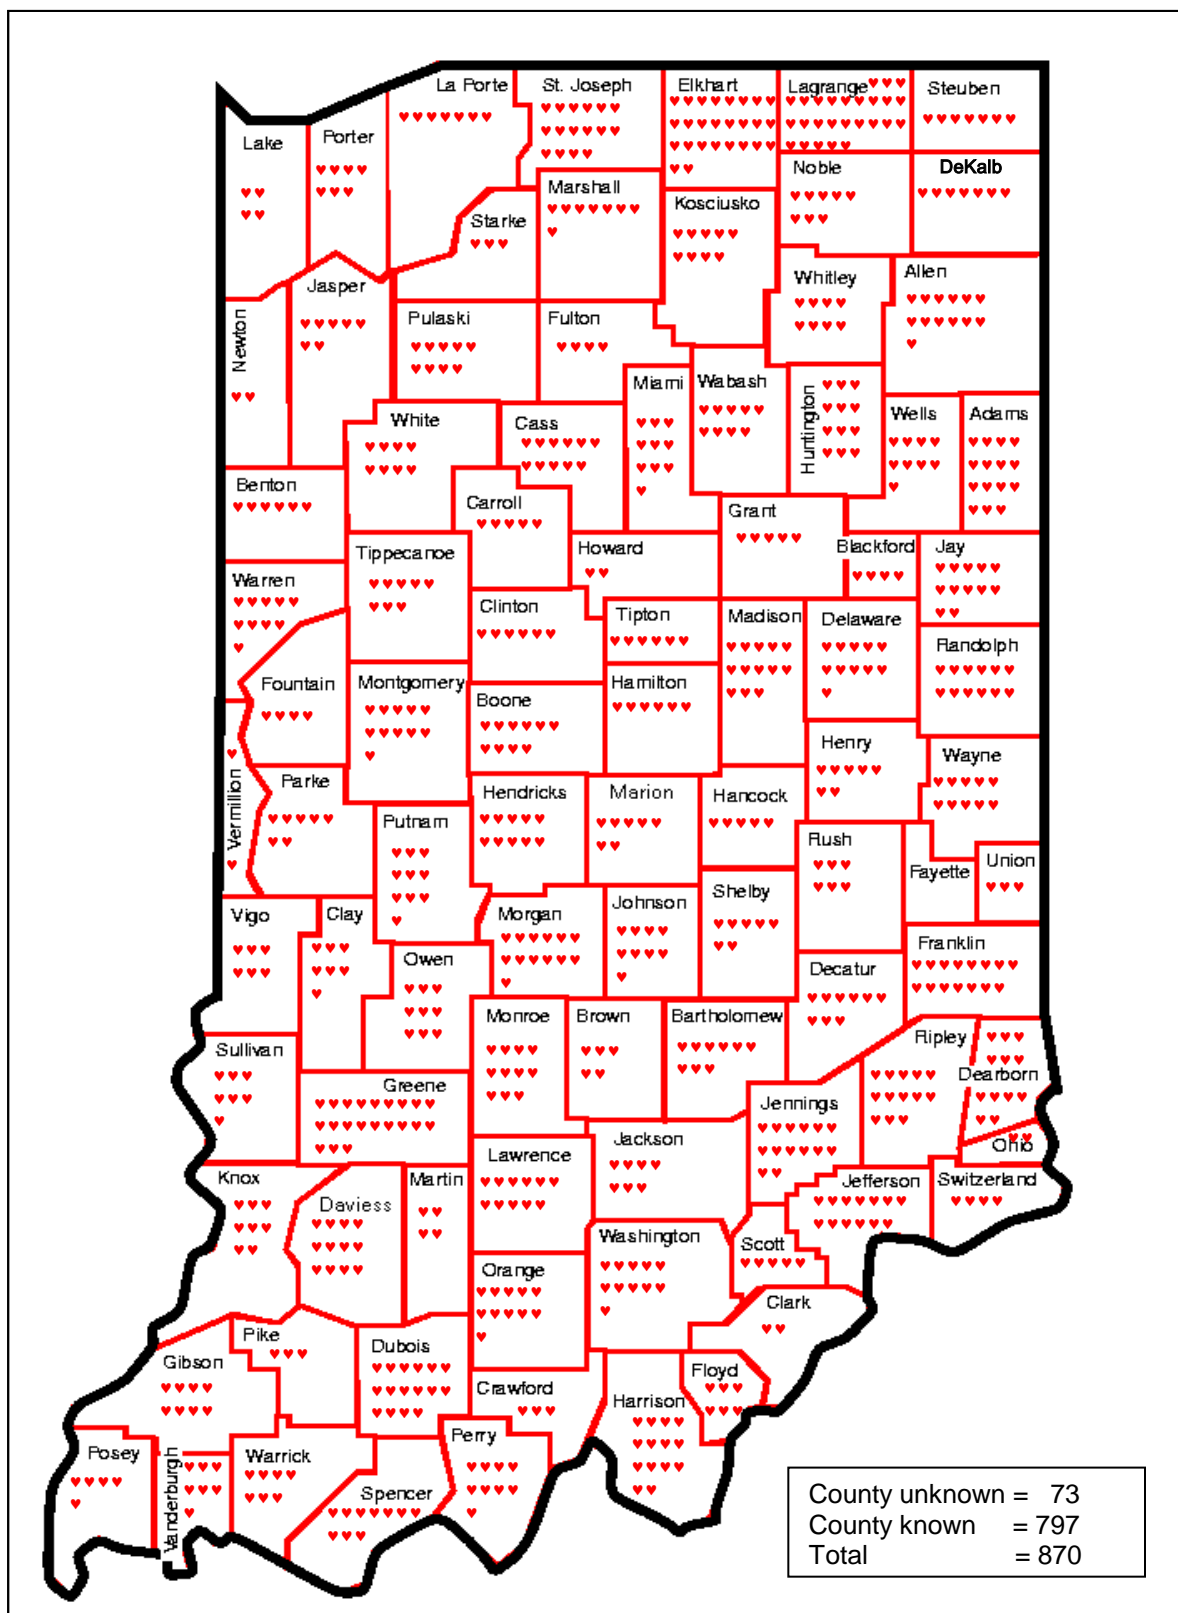 La Porte
St. Joseph
Elkhart
Lagrange
Steuben
Lake
Porter
Noble
DeKalb
Marshall
Kosciusko
Starke
Jasper
Whitley
Allen
Newton
Pulaski
Fulton
Miami
Wabash
Huntington
White
Cass
Wells
Adams
Benton
Carroll
Grant
Tippecanoe
Howard
Blackford
Jay
Warren
Clinton
Tipton
Madison
Delaware
Randolph
Fountain
Montgomery
Boone
Hamilton
Henry
Wayne
Vermillion
Parke
Hendricks
Marion
Hancock
Putnam
Rush
Fayette
Union
Vigo
Clay
Morgan
Johnson
Shelby
Franklin
Owen
Decatur
Monroe
Brown
Bartholomew
Ripley
Sullivan
Dearborn
Greene
Jennings
Jackson
Ohio
Lawrence
Knox
Martin
Jefferson
Switzerland
Daviess
Washington
Scott
Orange
Clark
Pike
Dubois
Gibson
Floyd
Crawford
Harrison
Perry
Posey
Vanderburgh
Warrick
Spencer
County unknown = 73
County known = 797
Total = 870